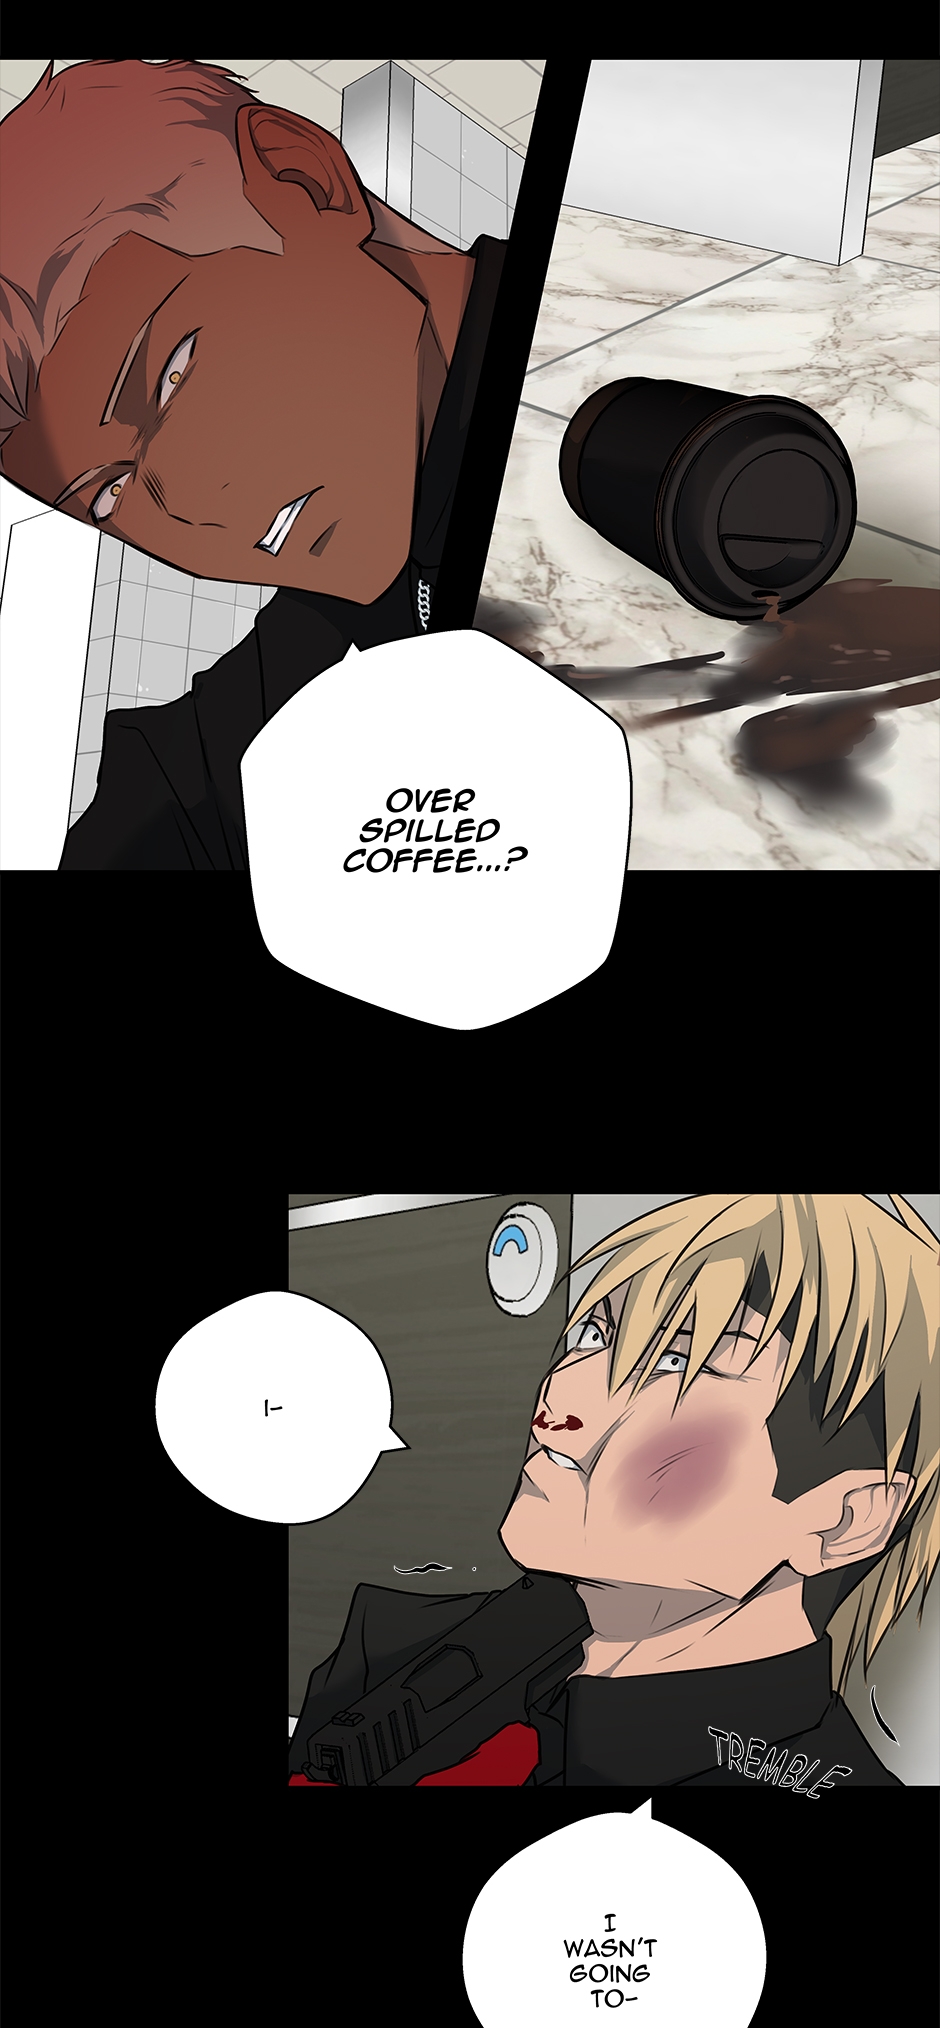 OVER
SPILLED
COFFEE...?
I-
TREMBLE
I
WASN'T
GOING
TO-